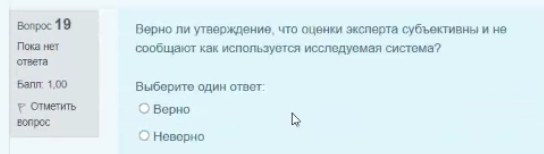 Вопрос 19
Пока нет
ответа
Балл: 1,00
Отметить
вопрос
Верно ли утверждение, что оценки эксперта субъективны и не
сообщают как используется исследуемая система?
Выберите один ответ:
Верно
Неверно